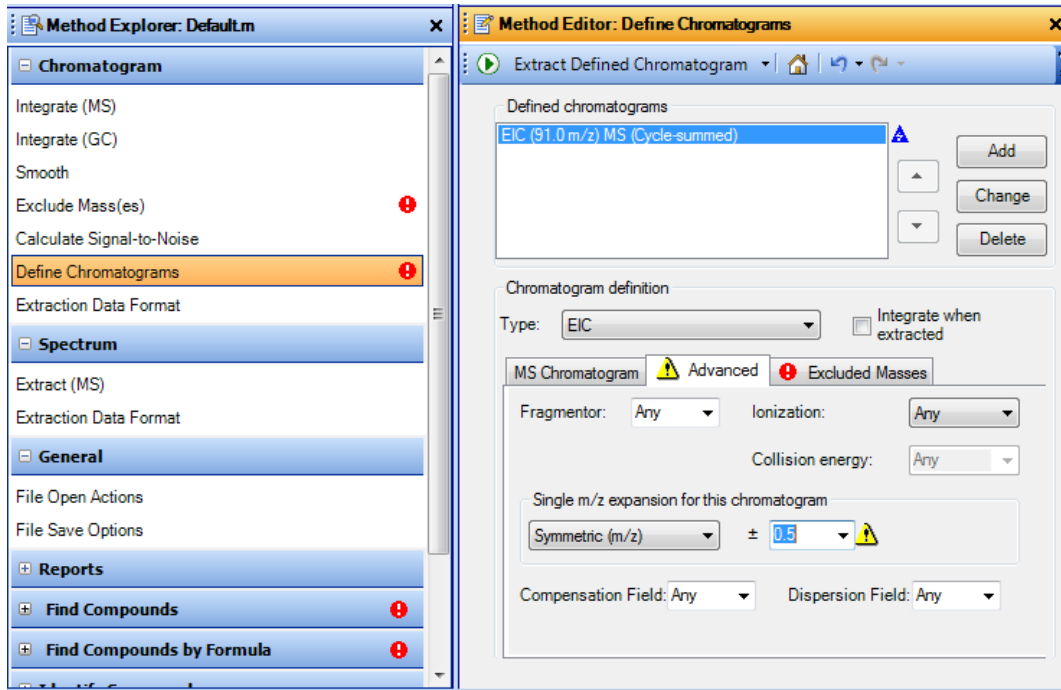 Method Explorer: Default.m
Chromatogram
Integrate (MS)
Integrate (GC)
Smooth
Exclude Mass(es)
Calculate Signal-to-Noise
Define Chromatograms
Extraction Data Format
Spectrum
Extract (MS)
Extraction Data Format
General
File Open Actions
File Save Options
Reports
Find Compounds
Find Compounds by Formula
Method Editor: Define Chromatograms
Extract Defined Chromatogram
Defined chromatograms
EIC (91.0 m/z) MS (Cycle-summed)
Add
Change
Delete
Chromatogram definition
Type: EIC
Integrate when
extracted
MS Chromatogram Advanced Excluded Masses
Fragmentor: Any Ionization: Any
Collision energy: Any
Single m/z expansion for this chromatogram
Symmetric (m/z) ± 0.5
Compensation Field: Any Dispersion Field: Any